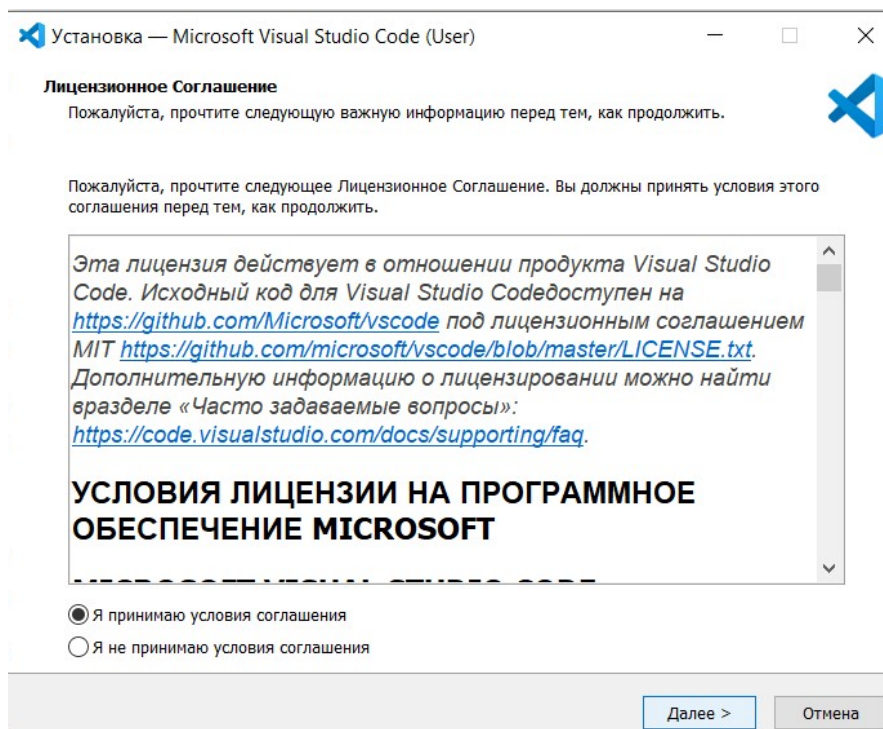 Установка — Microsoft Visual Studio Code (User)
Лицензионное Соглашение
Пожалуйста, прочтите следующую важную информацию перед тем, как продолжить.
Пожалуйста, прочтите следующее Лицензионное Соглашение. Вы должны принять условия этого
соглашения перед тем, как продолжить.
Эта лицензия действует в отношении продукта Visual Studio
Code. Исходный код для Visual Studio Codeдоступен на
https://github.com/Microsoft/vscode под лицензионным соглашением
MIT https://github.com/microsoft/vscode/blob/master/LICENSE.txt.
Дополнительную информацию о лицензировании можно найти
вразделе «Часто задаваемые вопросы»:
https://code.visualstudio.com/docs/supporting/faq.
УСЛОВИЯ ЛИЦЕНЗИИ НА ПРОГРАММНОЕ
ОБЕСПЕЧЕНИЕ MICROSOFT
MICROSOFT VISUAL STUDIO CODE
Я принимаю условия соглашения
Я не принимаю условия соглашения
Далее >
Отмена